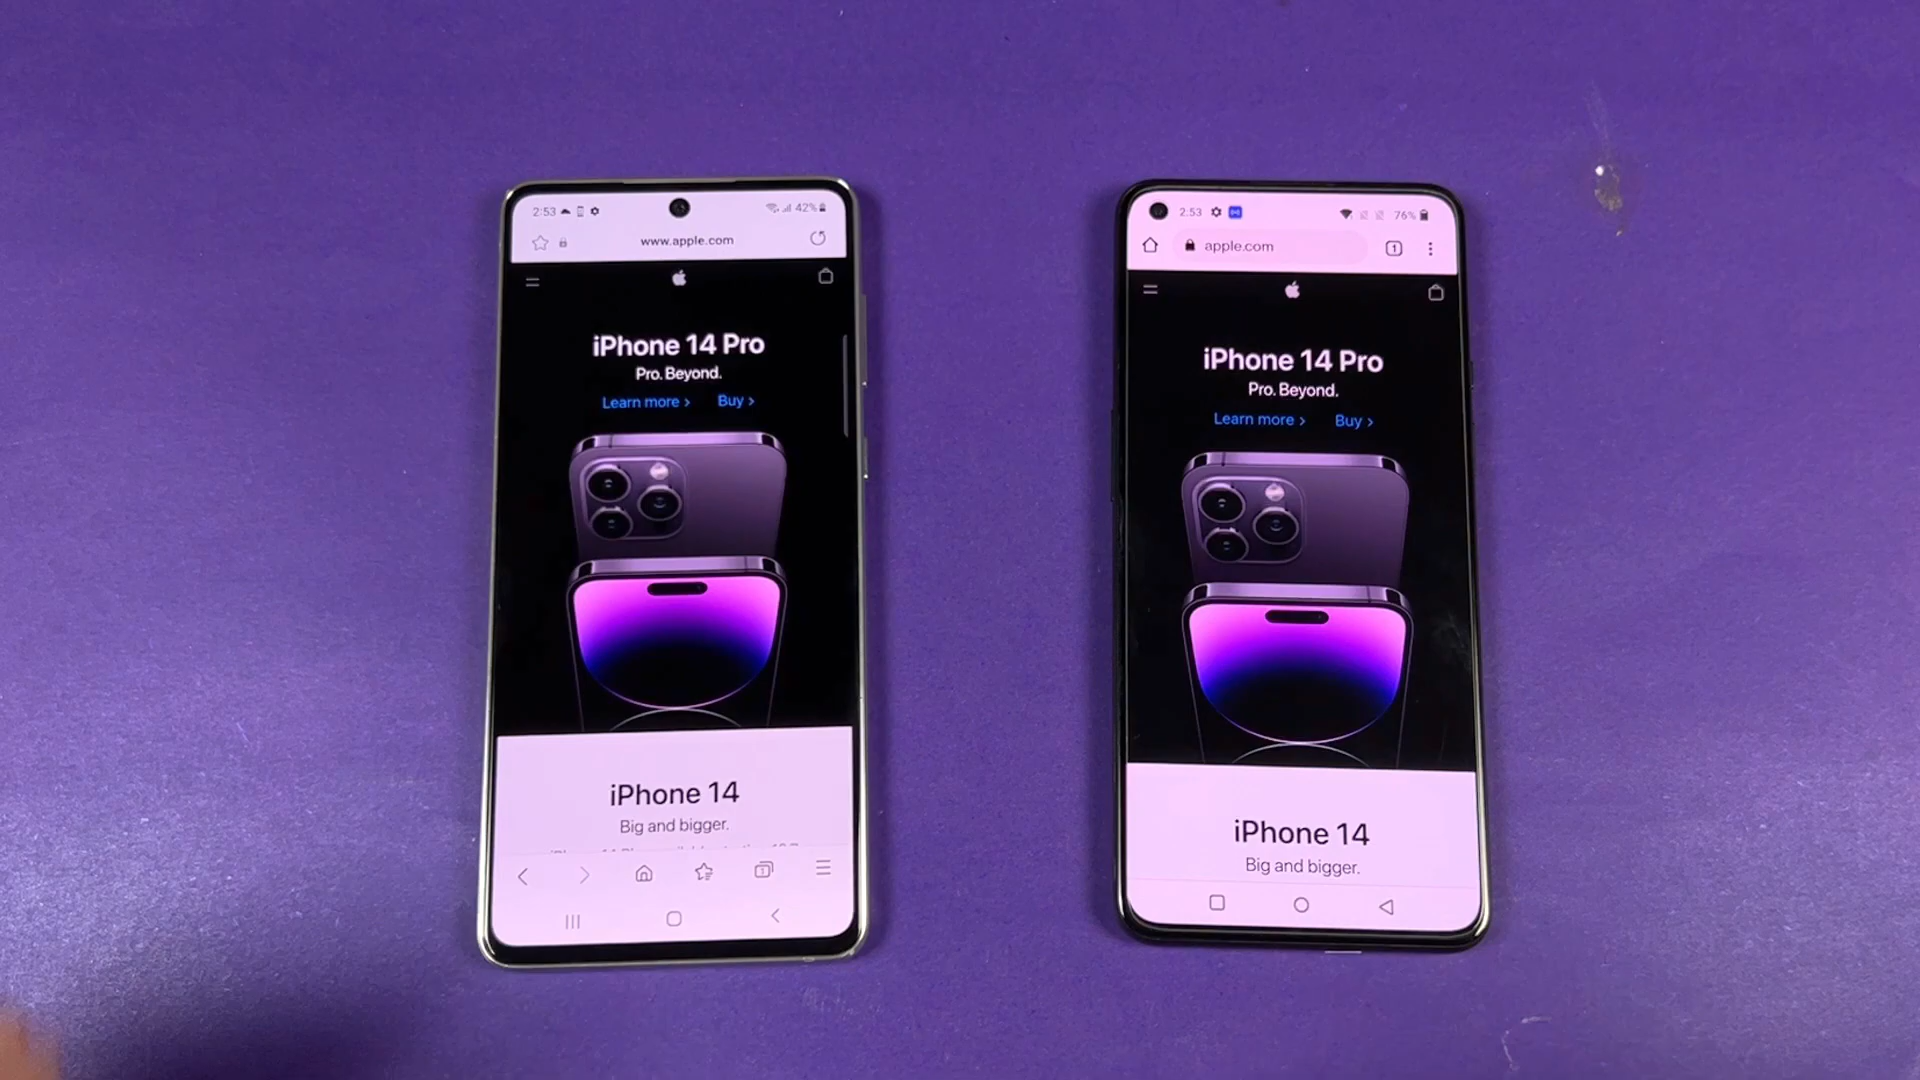 2:53
42%
www.apple.com
iPhone 14 Pro
Pro. Beyond.
Learn more > Buy >
iPhone 14
Big and bigger.
1
2:53
76%
apple.com
1
iPhone 14 Pro
Pro. Beyond.
Learn more > Buy >
iPhone 14
Big and bigger.